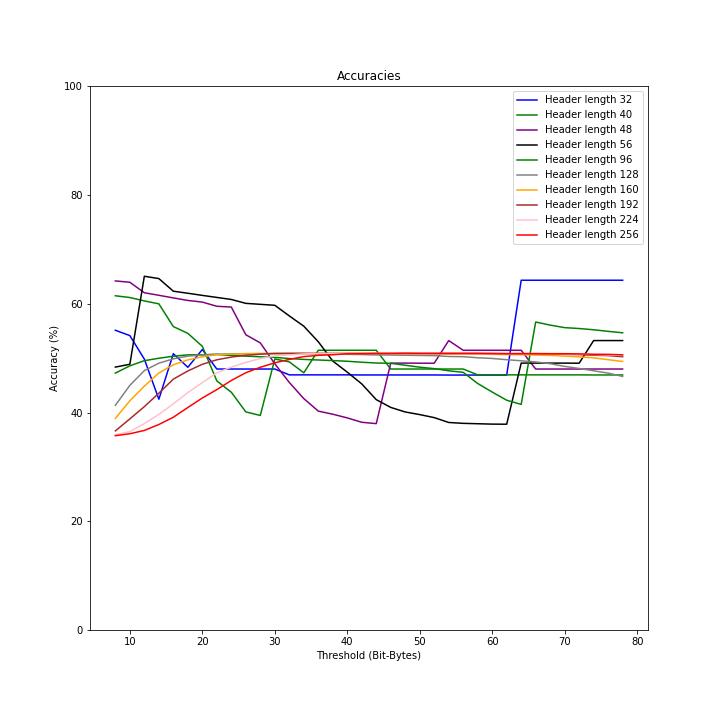 Accuracies
100
80
60
40
20
0
Accuracy (%)
10 20 30 40 50 60 70 80
Threshold (Bit-Bytes)
Header length 32
Header length 40
Header length 48
Header length 56
Header length 96
Header length 128
Header length 160
Header length 192
Header length 224
Header length 256